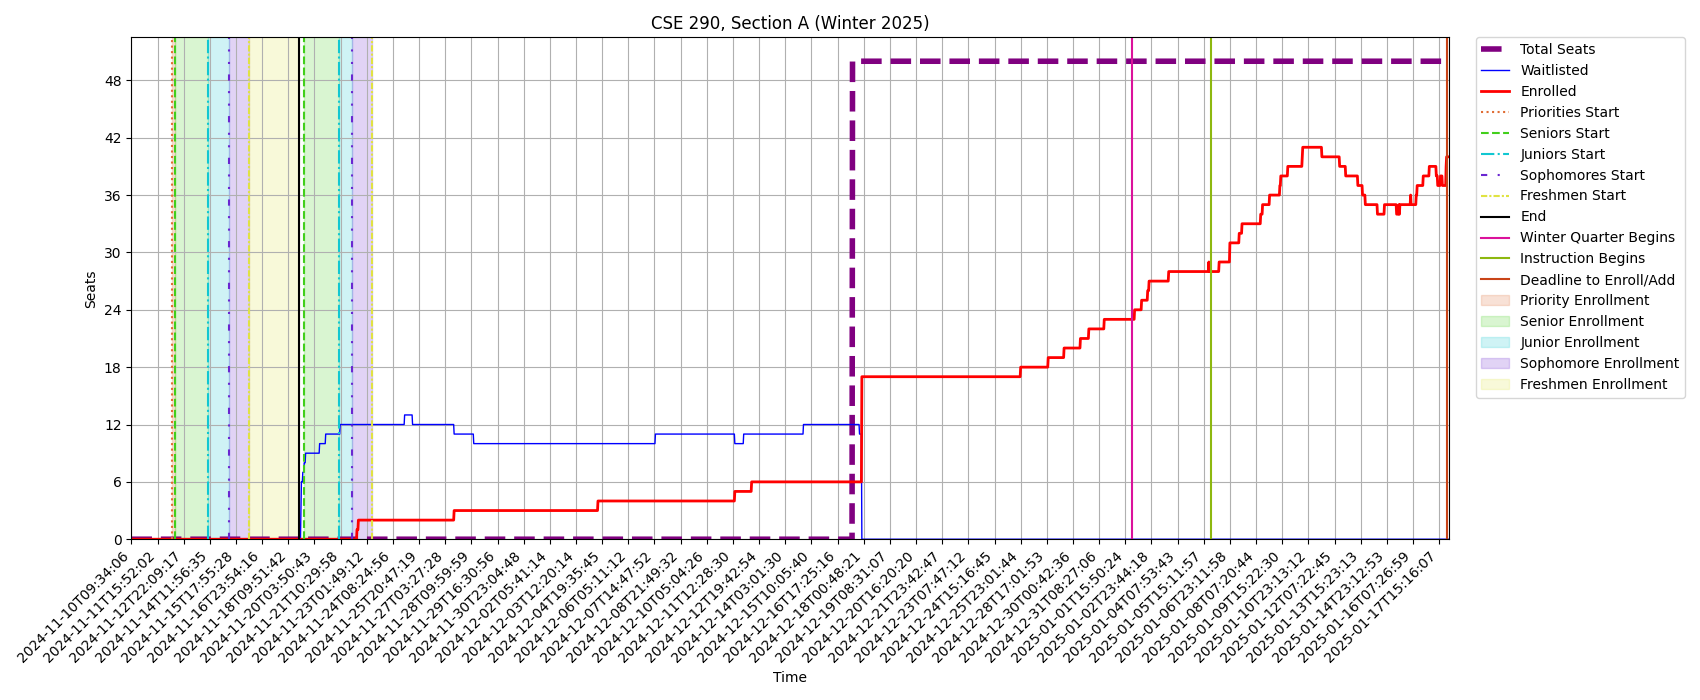 CSE 290, Section A (Winter 2025)
Seats
48
42
36
30
24
18
12
6
0
2024-11-10T09:34:06
2024-11-11T15:52:02
2024-11-12T22:09:17
2024-11-14T11:56:35
2024-11-15T17:55:28
2024-11-16T23:54:16
2024-11-18T09:51:42
2024-11-20T03:50:43
2024-11-21T10:29:58
2024-11-23T01:49:12
2024-11-24T08:24:56
2024-11-25T20:47:19
2024-11-27T03:27:28
2024-11-28T09:59:59
2024-11-29T16:30:56
2024-11-30T23:04:48
2024-12-02T05:41:14
2024-12-03T12:20:14
2024-12-04T19:35:45
2024-12-06T05:11:12
2024-12-07T14:47:52
2024-12-08T21:49:32
2024-12-10T05:04:26
2024-12-11T12:28:30
2024-12-12T19:42:54
2024-12-14T03:01:30
2024-12-15T10:05:40
2024-12-16T17:25:16
2024-12-18T00:48:21
2024-12-19T08:31:07
2024-12-20T16:20:20
2024-12-21T23:42:47
2024-12-23T07:47:12
2024-12-24T15:16:45
2024-12-25T23:01:44
2024-12-28T17:01:53
2024-12-30T00:42:36
2024-12-31T08:27:06
2025-01-01T15:50:24
2025-01-02T23:44:18
2025-01-04T07:53:43
2025-01-05T15:11:57
2025-01-06T23:11:58
2025-01-08T07:20:44
2025-01-09T15:22:30
2025-01-10T23:13:12
2025-01-12T07:22:45
2025-01-13T15:23:13
2025-01-14T23:12:53
2025-01-16T07:26:59
2025-01-17T15:16:07
Time
Total Seats
Waitlisted
Enrolled
Priorities Start
Seniors Start
Juniors Start
Sophomores Start
Freshmen Start
End
Winter Quarter Begins
Instruction Begins
Deadline to Enroll/Add
Priority Enrollment
Senior Enrollment
Junior Enrollment
Sophomore Enrollment
Freshmen Enrollment